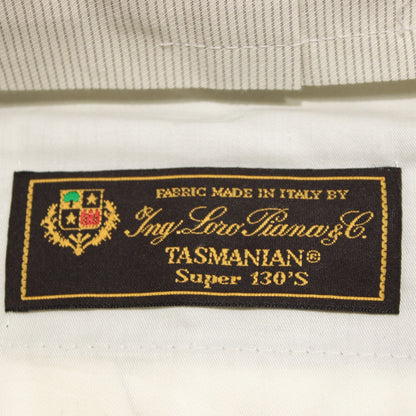 FABRIC MADE IN ITALY BY
Ing. Loro Piana & C.
TASMANIAN®
Super 130'S